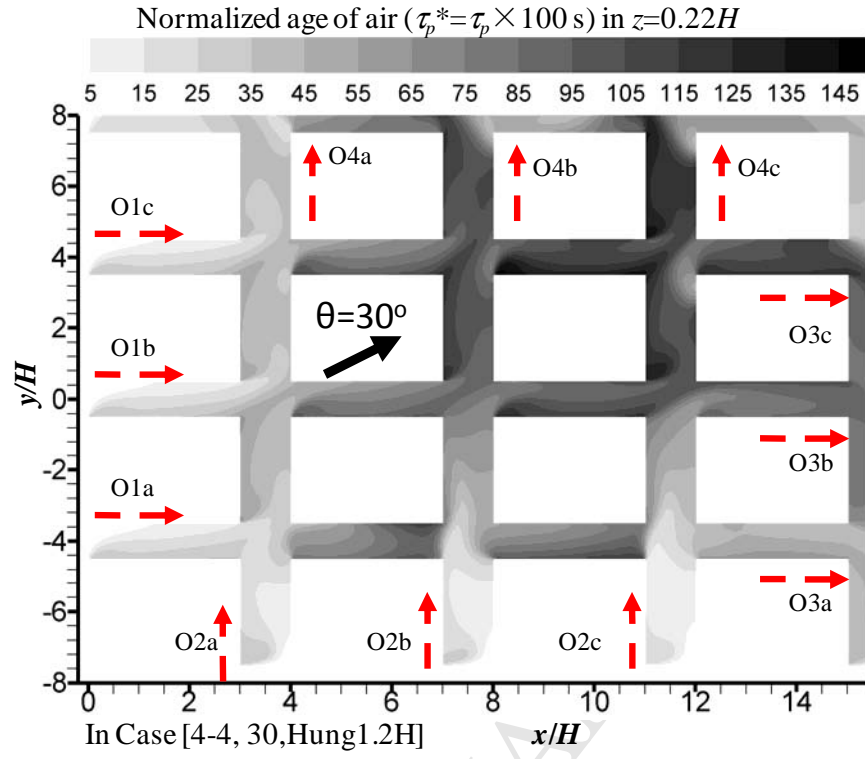 Normalized age of air (τp*=τp×100 s) in z=0.22H
5 15 25 35 45 55 65 75 85 95 105 115 125 135 145
8
O4a
O4b
O4c
6
O1c
4
θ=30o
2
O1b
O3c
y/H
0
-2
O3b
O1a
-4
O3a
-6
O2a
O2b
O2c
-8
0 2 4 6 8 10 12 14
In Case [4-4, 30,Hung1.2H]
x/H